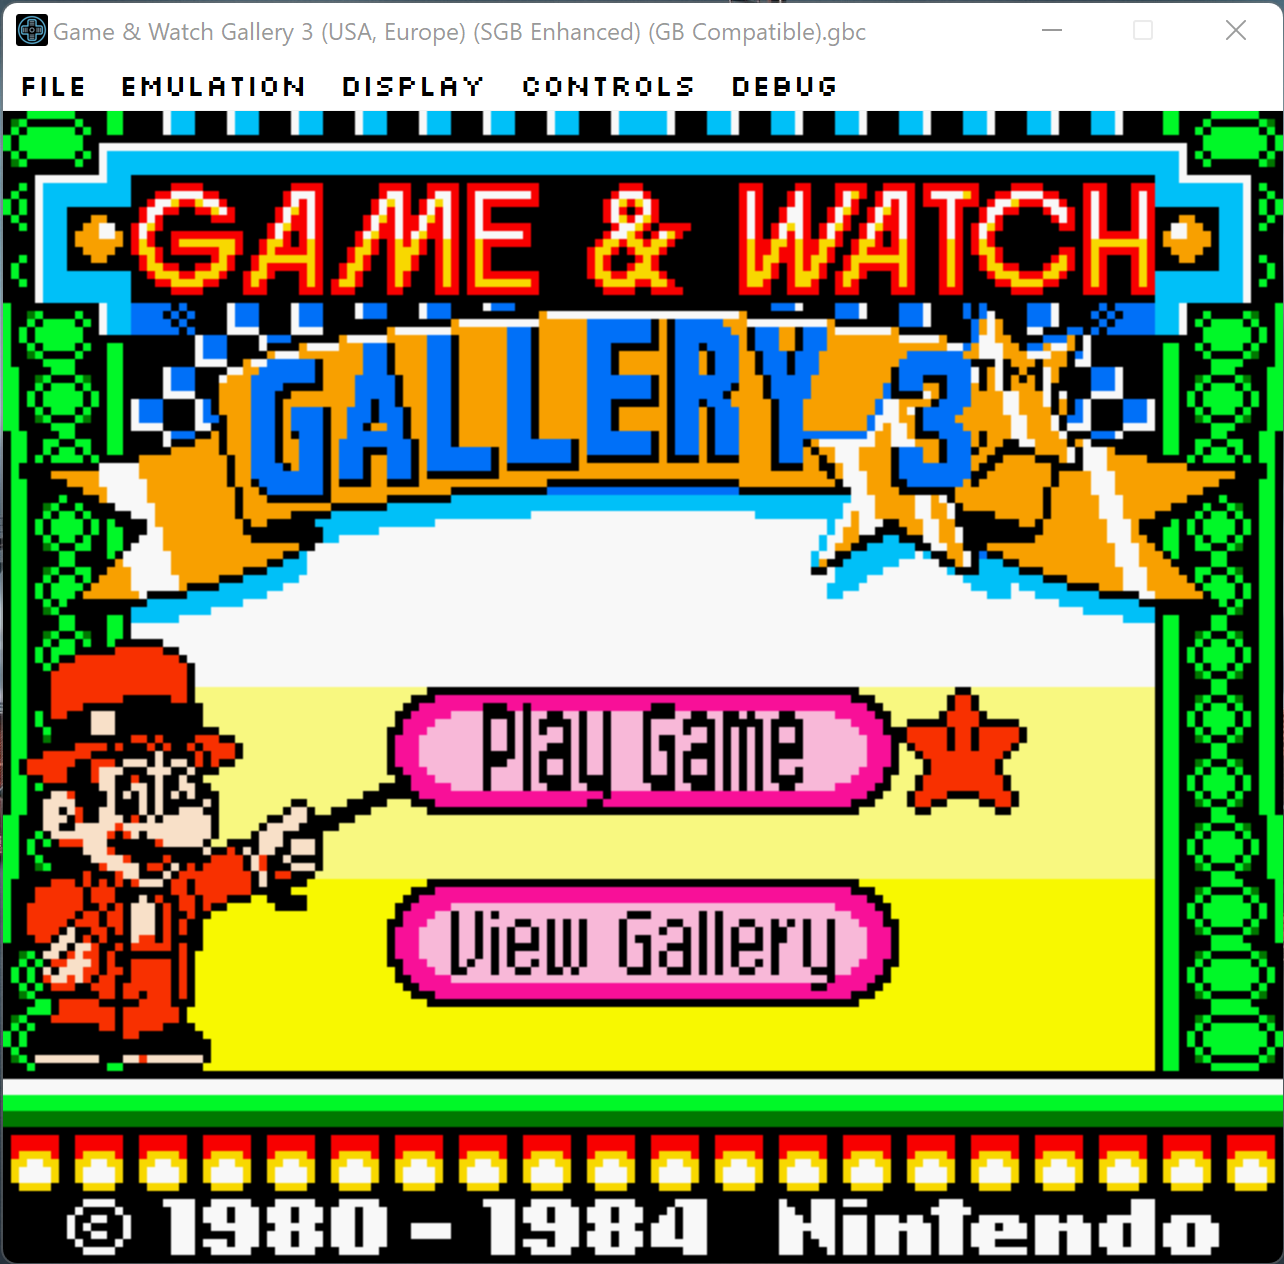 Game & Watch Gallery 3 (USA, Europe) (SGB Enhanced) (GB Compatible).gbc
FILE EMULATION DISPLAY CONTROLS DEBUG
GAME & WATCH
GALLERY 3
Play Game
View Gallery
© 1980 - 1984 Nintendo